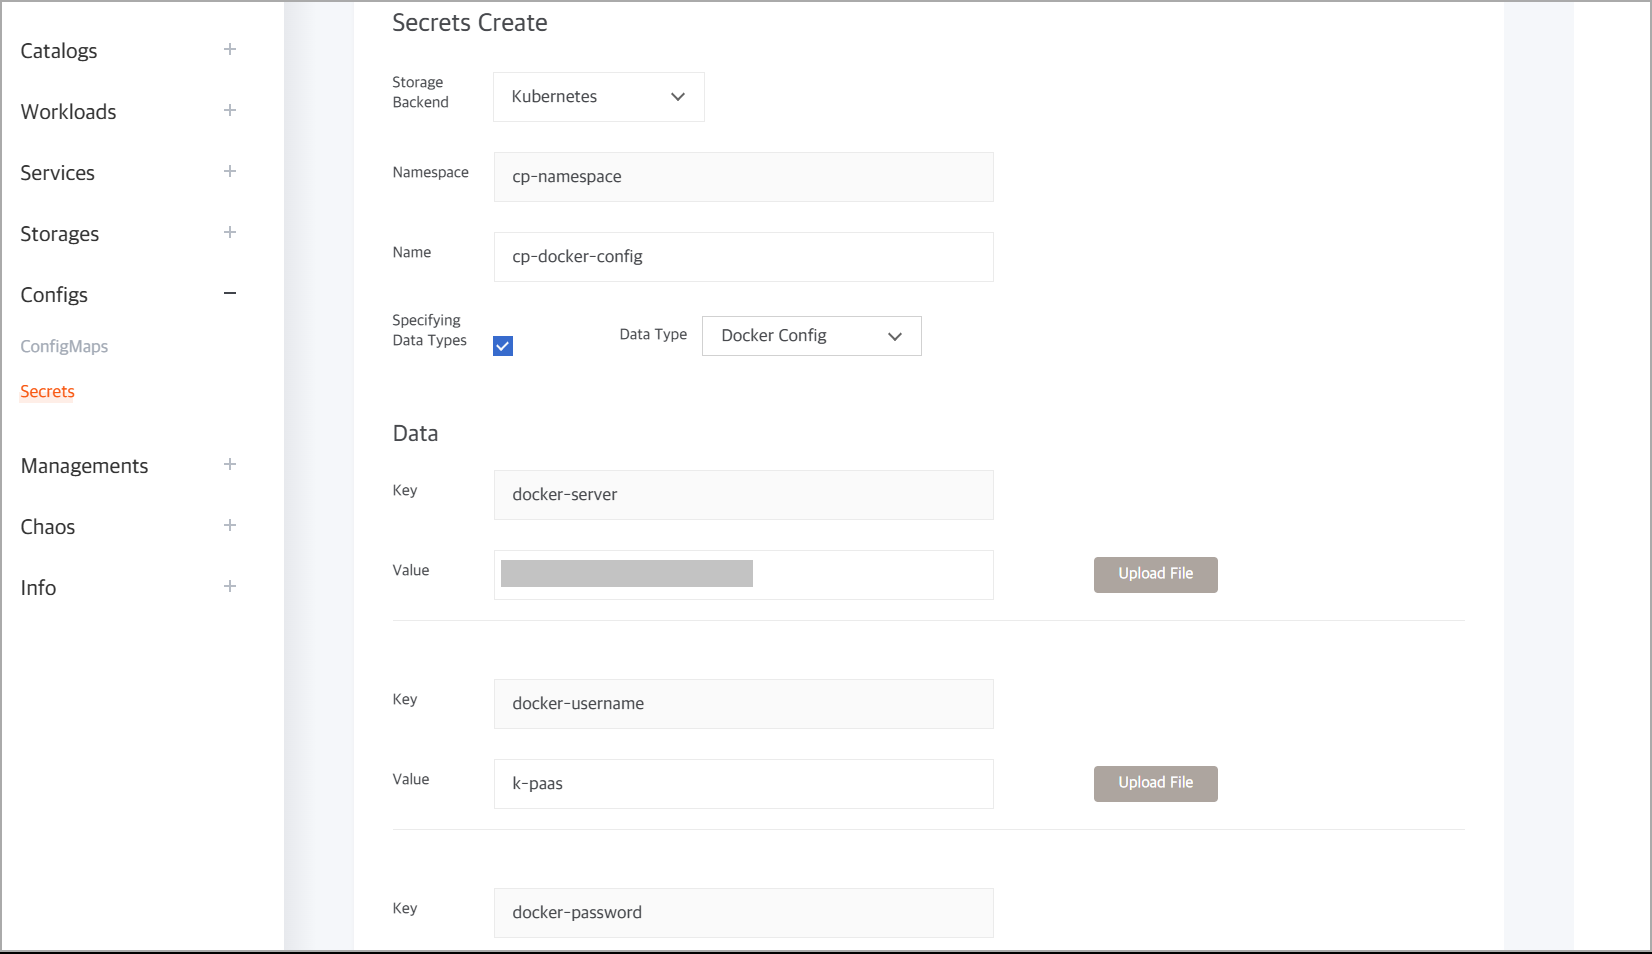 Catalogs
Workloads
Services
Storages
Configs
ConfigMaps
Secrets
Managements
Chaos
Info
Secrets Create
Storage
Backend
Kubernetes
Namespace
cp-namespace
Name
cp-docker-config
Specifying
Data Types
Data Type
Docker Config
Data
Key
docker-server
Value
Upload File
Key
docker-username
Value
k-paas
Upload File
Key
docker-password